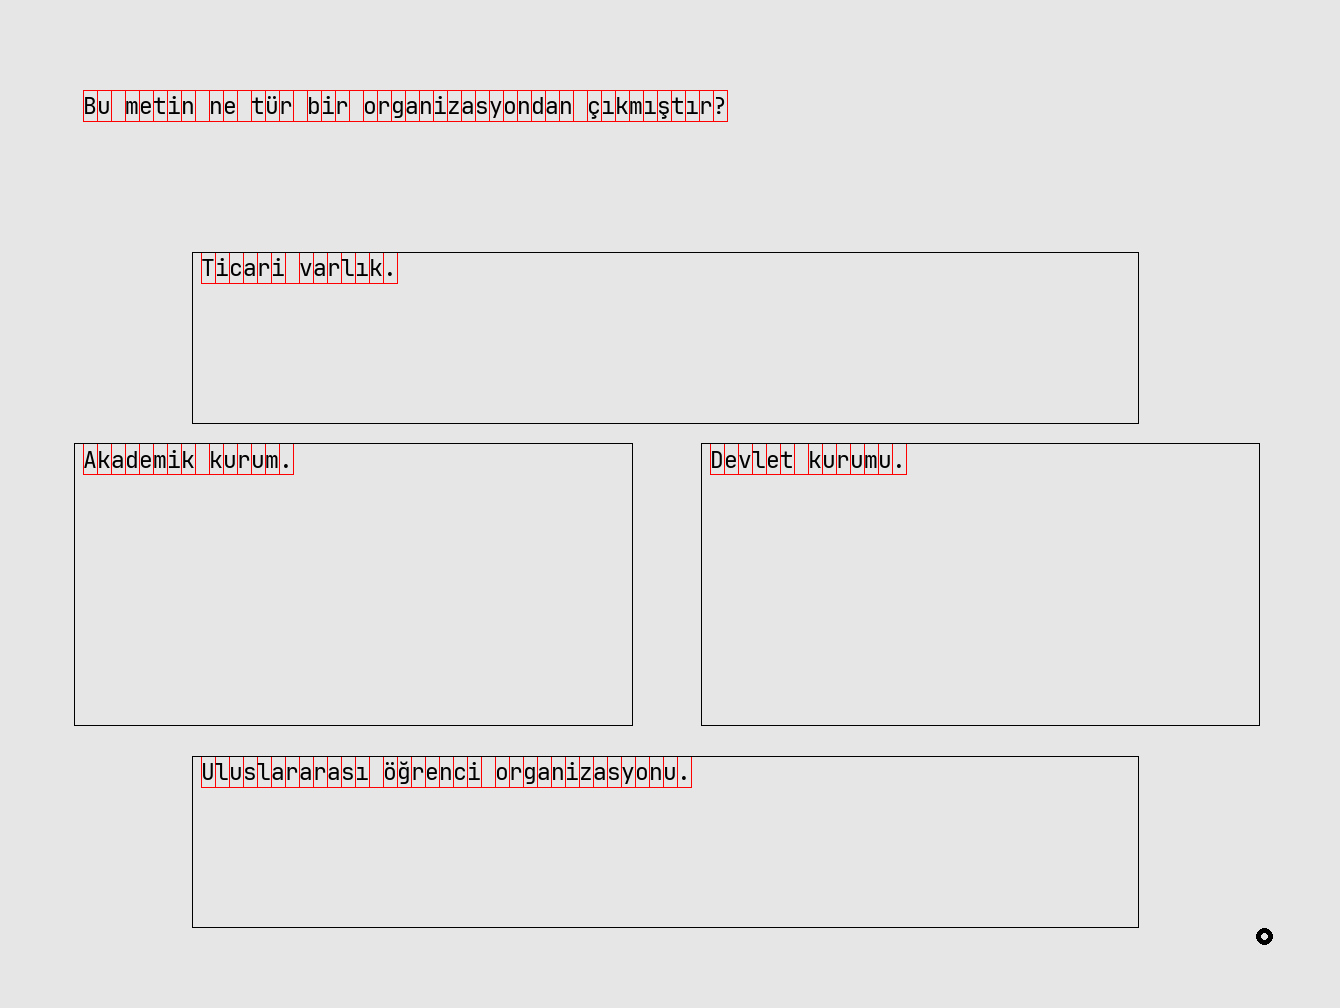 Bu metin ne tür bir organizasyondan çıkmıştır?
Ticari varlık.
Akademik kurum.
Devlet kurumu.
Uluslararası öğrenci organizasyonu.